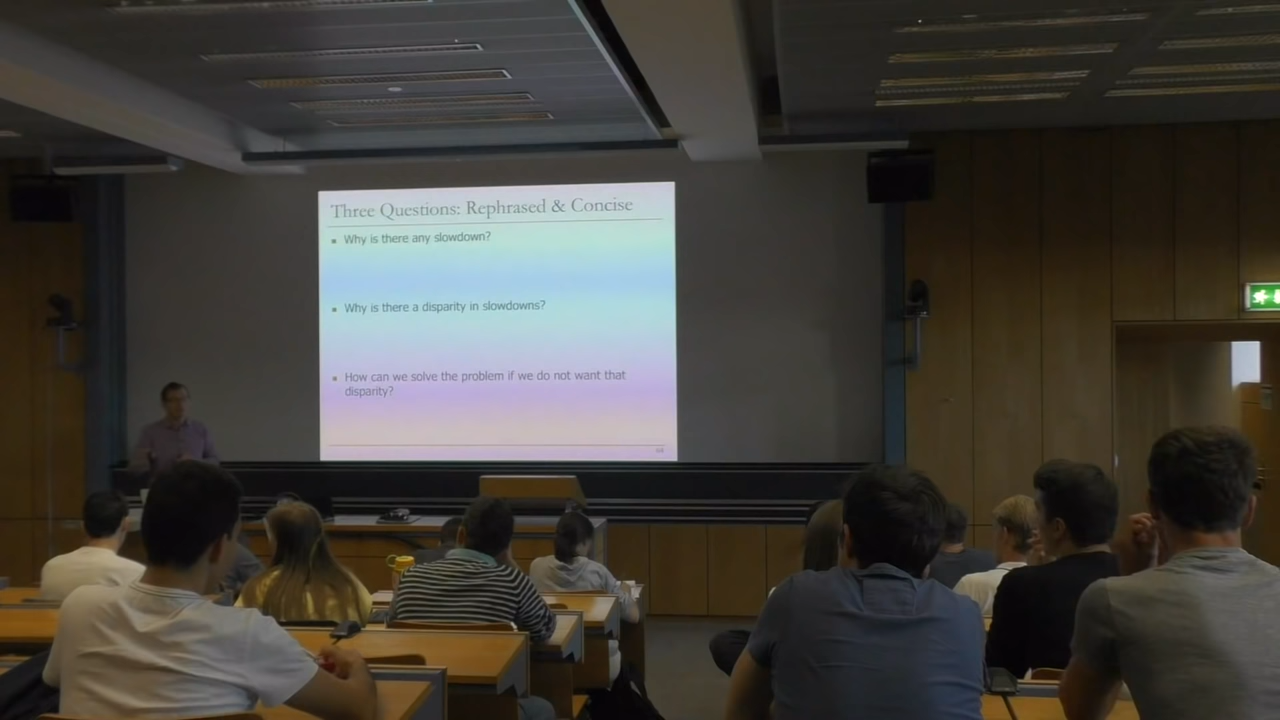 Three Questions: Rephrased & Concise
Why is there any slowdown?
Why is there a disparity in slowdowns?
How can we solve the problem if we do not want that
disparity?